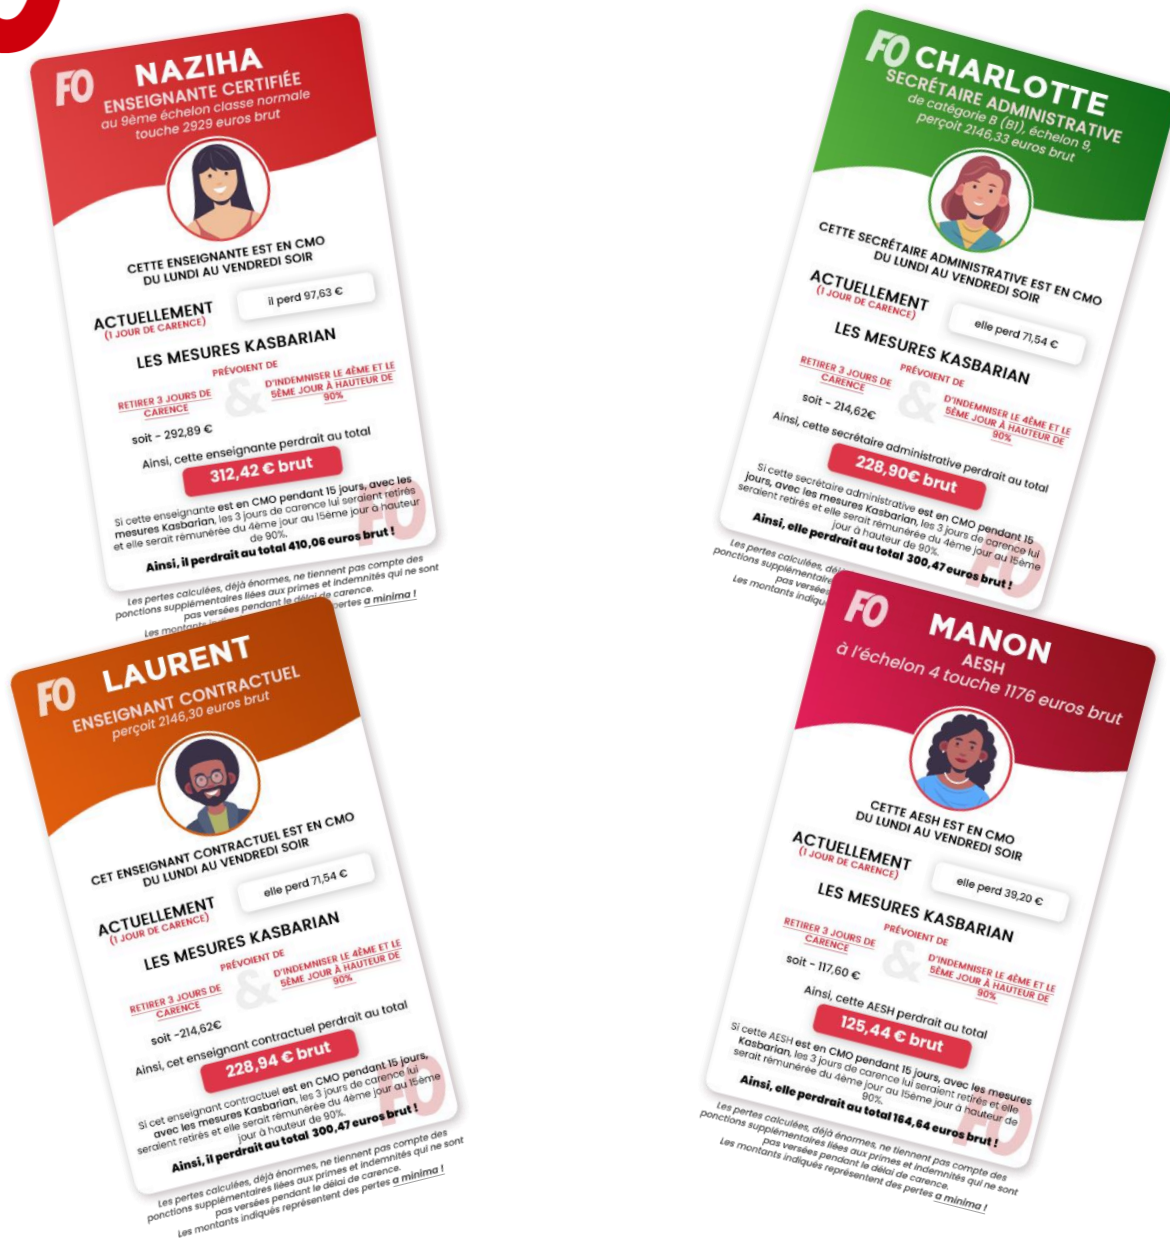 FO
NAZIHA
ENSEIGNANTE CERTIFIÉE
au 9ème échelon classe normale
touche 2929 euros brut
CETTE ENSEIGNANTE EST EN CMO
DU LUNDI AU VENDREDI SOIR
ACTUELLEMENT
(1 JOUR DE CARENCE)
il perd 97,63 €
LES MESURES KASBARIAN
PRÉVOIENT DE
RETIRER 3 JOURS DE
CARENCE
&
D'INDEMNISER LE 4ÈME ET LE
5ÈME JOUR À HAUTEUR DE
90%
soit - 292,89 €
Ainsi, cette enseignante perdrait au total
312,42 € brut
Si cette enseignante est en CMO pendant 15 jours, avec les
mesures Kasbarian, les 3 jours de carence lui seraient retirés
et elle serait rémunérée du 4ème jour au 15ème jour à hauteur
de 90%.
Ainsi, il perdrait au total 410,06 euros brut !
FO
Les pertes calculées, déjà énormes, ne tiennent pas compte des
ponctions supplémentaires liées aux primes et indemnités qui ne sont
pas versées pendant le délai de carence.
Les montants pertes a minima !
FO
CHARLOTTE
SECRÉTAIRE ADMINISTRATIVE
de catégorie B (B1), échelon 9,
perçoit 2146,33 euros brut
CETTE SECRÉTAIRE ADMINISTRATIVE EST EN CMO
DU LUNDI AU VENDREDI SOIR
ACTUELLEMENT
(1 JOUR DE CARENCE)
elle perd 71,54 €
LES MESURES KASBARIAN
PRÉVOIENT DE
RETIRER 3 JOURS DE
CARENCE
&
D'INDEMNISER LE 4ÈME ET LE
5ÈME JOUR À HAUTEUR DE
90%
soit - 214,62€
Ainsi, cette secrétaire administrative perdrait au total
228,90€ brut
Si cette secrétaire administrative est en CMO pendant 15
jours, avec les mesures Kasbarian, les 3 jours de carence lui
seraient retirés et elle serait rémunérée du 4ème jour au 15ème
jour à hauteur de 90%.
Ainsi, elle perdrait au total 300,47 euros brut !
FO
Les pertes calculées,
ponctions supplémentaires
pas versées
Les montants
FO
LAURENT
ENSEIGNANT CONTRACTUEL
perçoit 2146,30 euros brut
CET ENSEIGNANT CONTRACTUEL EST EN CMO
DU LUNDI AU VENDREDI SOIR
ACTUELLEMENT
(1 JOUR DE CARENCE)
elle perd 71,54 €
LES MESURES KASBARIAN
PRÉVOIENT DE
RETIRER 3 JOURS DE
CARENCE
&
D'INDEMNISER LE 4ÈME ET LE
5ÈME JOUR À HAUTEUR DE
90%
soit -214,62€
Ainsi, cet enseignant contractuel perdrait au total
228,94 € brut
Si cet enseignant contractuel est en CMO pendant 15 jours,
avec les mesures Kasbarian, les 3 jours de carence lui
seraient retirés et elle serait rémunérée du 4ème jour au 15ème
jour à hauteur de 90%.
Ainsi, il perdrait au total 300,47 euros brut !
FO
Les pertes calculées, déjà énormes, ne tiennent pas compte des
ponctions supplémentaires liées aux primes et indemnités qui ne sont
pas versées pendant le délai de carence.
Les montants indiqués représentent des pertes a minima !
FO
MANON
AESH
à l'échelon 4 touche 1176 euros brut
CETTE AESH EST EN CMO
DU LUNDI AU VENDREDI SOIR
ACTUELLEMENT
(1 JOUR DE CARENCE)
elle perd 39,20 €
LES MESURES KASBARIAN
PRÉVOIENT DE
RETIRER 3 JOURS DE
CARENCE
&
D'INDEMNISER LE 4ÈME ET LE
5ÈME JOUR À HAUTEUR DE
90%
soit - 117,60 €
Ainsi, cette AESH perdrait au total
125,44 € brut
Si cette AESH est en CMO pendant 15 jours, avec les mesures
Kasbarian, les 3 jours de carence lui seraient retirés et elle
serait rémunérée du 4ème jour au 15ème jour à hauteur de
90%.
Ainsi, elle perdrait au total 164,64 euros brut !
FO
Les pertes calculées, déjà énormes, ne tiennent pas compte des
ponctions supplémentaires liées aux primes et indemnités qui ne sont
pas versées pendant le délai de carence.
Les montants indiqués représentent des pertes a minima !